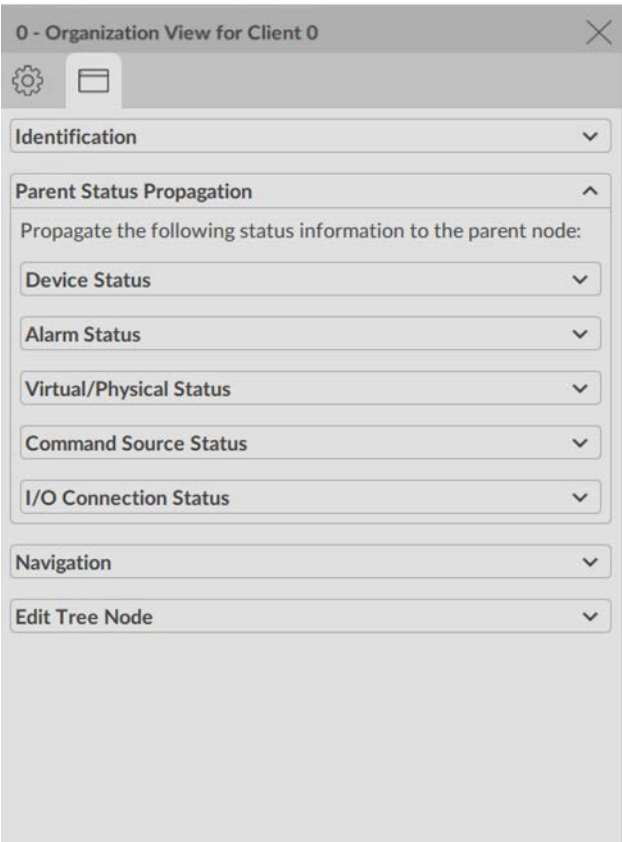 0 - Organization View for Client 0
Identification
Parent Status Propagation
Propagate the following status information to the parent node:
Device Status
Alarm Status
Virtual/Physical Status
Command Source Status
I/O Connection Status
Navigation
Edit Tree Node